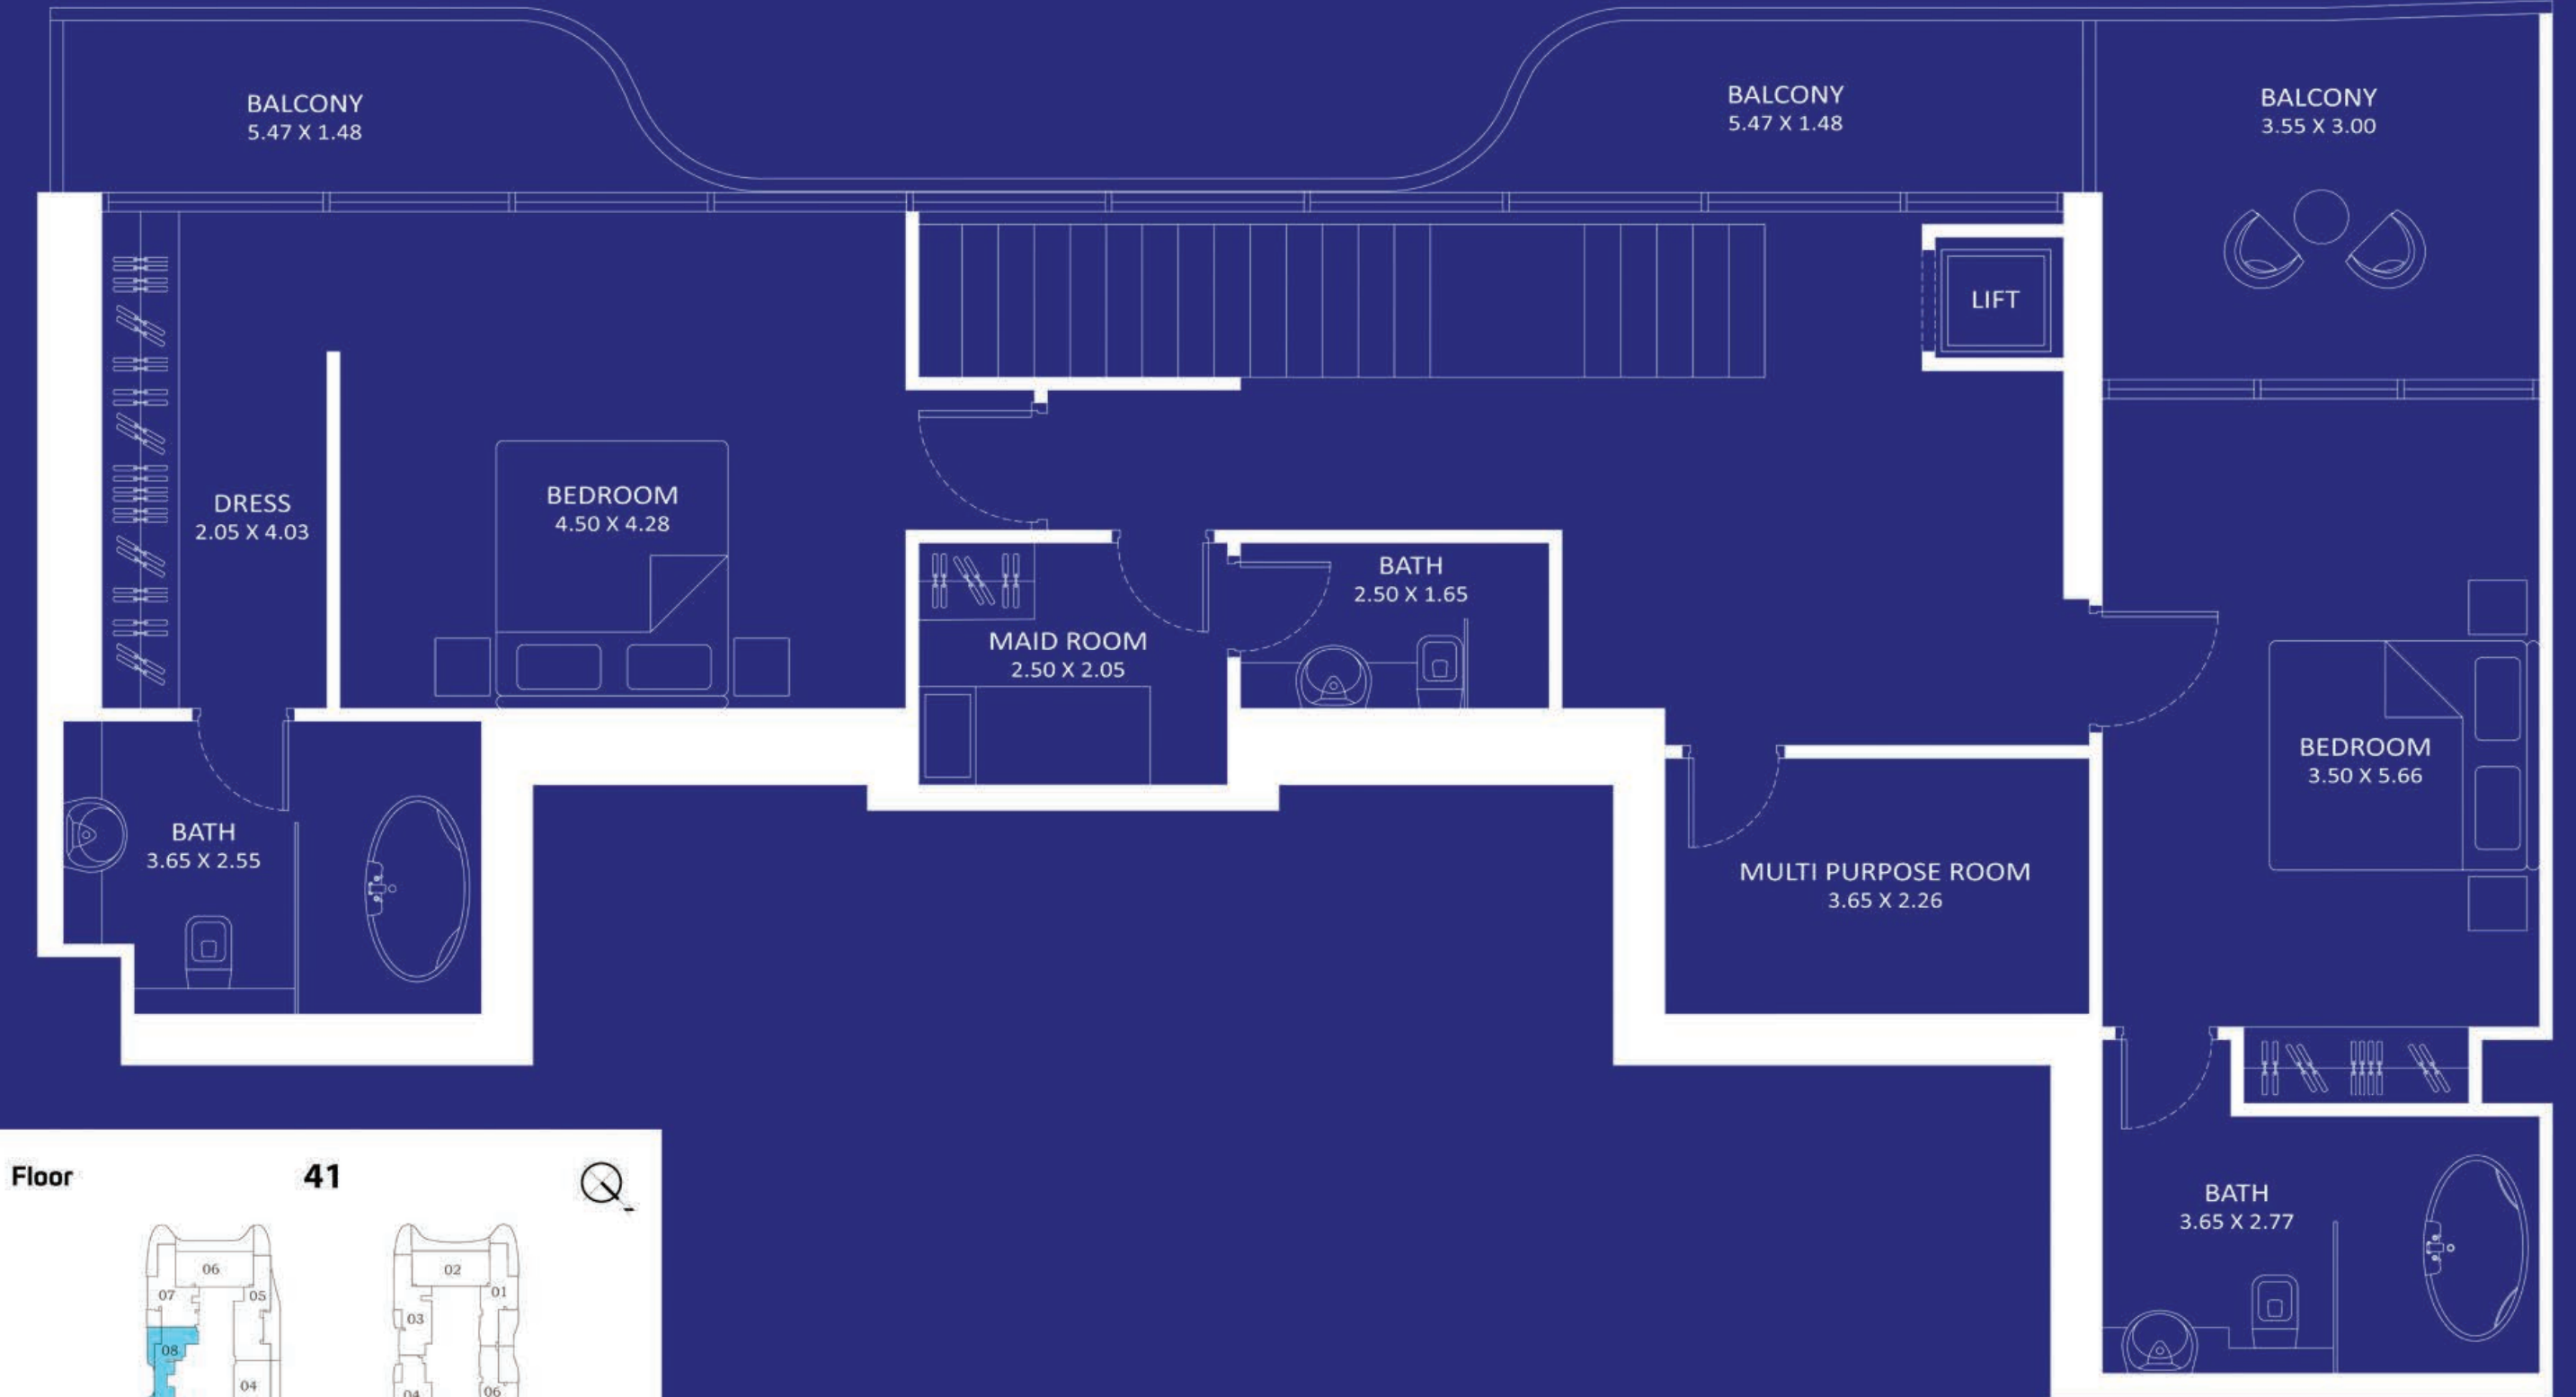 BALCONY
5.47 X 1.48
BALCONY
5.47 X 1.48
BALCONY
3.55 X 3.00
LIFT
DRESS
2.05 X 4.03
BEDROOM
4.50 X 4.28
BATH
2.50 X 1.65
MAID ROOM
2.50 X 2.05
BEDROOM
3.50 X 5.66
BATH
3.65 X 2.55
MULTI PURPOSE ROOM
3.65 X 2.26
BATH
3.65 X 2.77
Floor 41
06
07
05
08
04
02
01
03
04
06